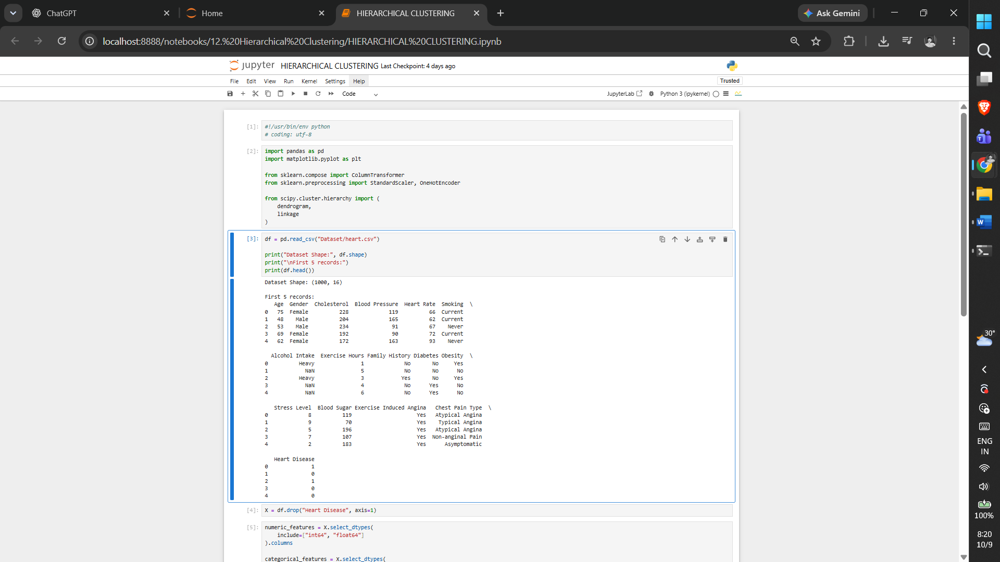 ChatGPT
Home
HIERARCHICAL CLUSTERING
Ask Gemini
localhost:8888/notebooks/12.%20Hierarchical%20Clustering/HIERARCHICAL%20CLUSTERING.ipynb
jupyter HIERARCHICAL CLUSTERING Last Checkpoint: 4 days ago
File Edit View Run Kernel Settings Help
Trusted
Code
JupyterLab
Python 3 (ipykernel)
[1]: #!/usr/bin/env python
# coding: utf-8
[2]: import pandas as pd
import matplotlib.pyplot as plt
from sklearn.compose import ColumnTransformer
from sklearn.preprocessing import StandardScaler, OneHotEncoder
from scipy.cluster.hierarchy import (
dendrogram,
linkage
)
[3]: df = pd.read_csv("Dataset/heart.csv")
print("Dataset Shape:", df.shape)
print("\nFirst 5 records:")
print(df.head())
Dataset Shape: (1000, 16)
First 5 records:
Age Gender Cholesterol Blood Pressure Heart Rate Smoking \
0 75 Female 228 119 66 Current
1 48 Male 204 165 62 Current
2 53 Male 234 91 67 Never
3 69 Female 192 90 72 Current
4 62 Female 172 163 93 Never
Alcohol Intake Exercise Hours Family History Diabetes Obesity \
0 Heavy 1 No No Yes
1 NaN 5 No No No
2 Heavy 3 Yes No Yes
3 NaN 4 No Yes No
4 NaN 6 No Yes No
Stress Level Blood Sugar Exercise Induced Angina Chest Pain Type \
0 8 119 Yes Atypical Angina
1 9 70 Yes Typical Angina
2 5 196 Yes Atypical Angina
3 7 107 Yes Non-anginal Pain
4 2 183 Yes Asymptomatic
Heart Disease
0 1
1 0
2 1
3 0
4 0
[4]: X = df.drop("Heart Disease", axis=1)
[5]: numeric_features = X.select_dtypes(
include=["int64", "float64"]
).columns
categorical_features = X.select_dtypes(
30°
ENG
IN
100%
8:20
10/9